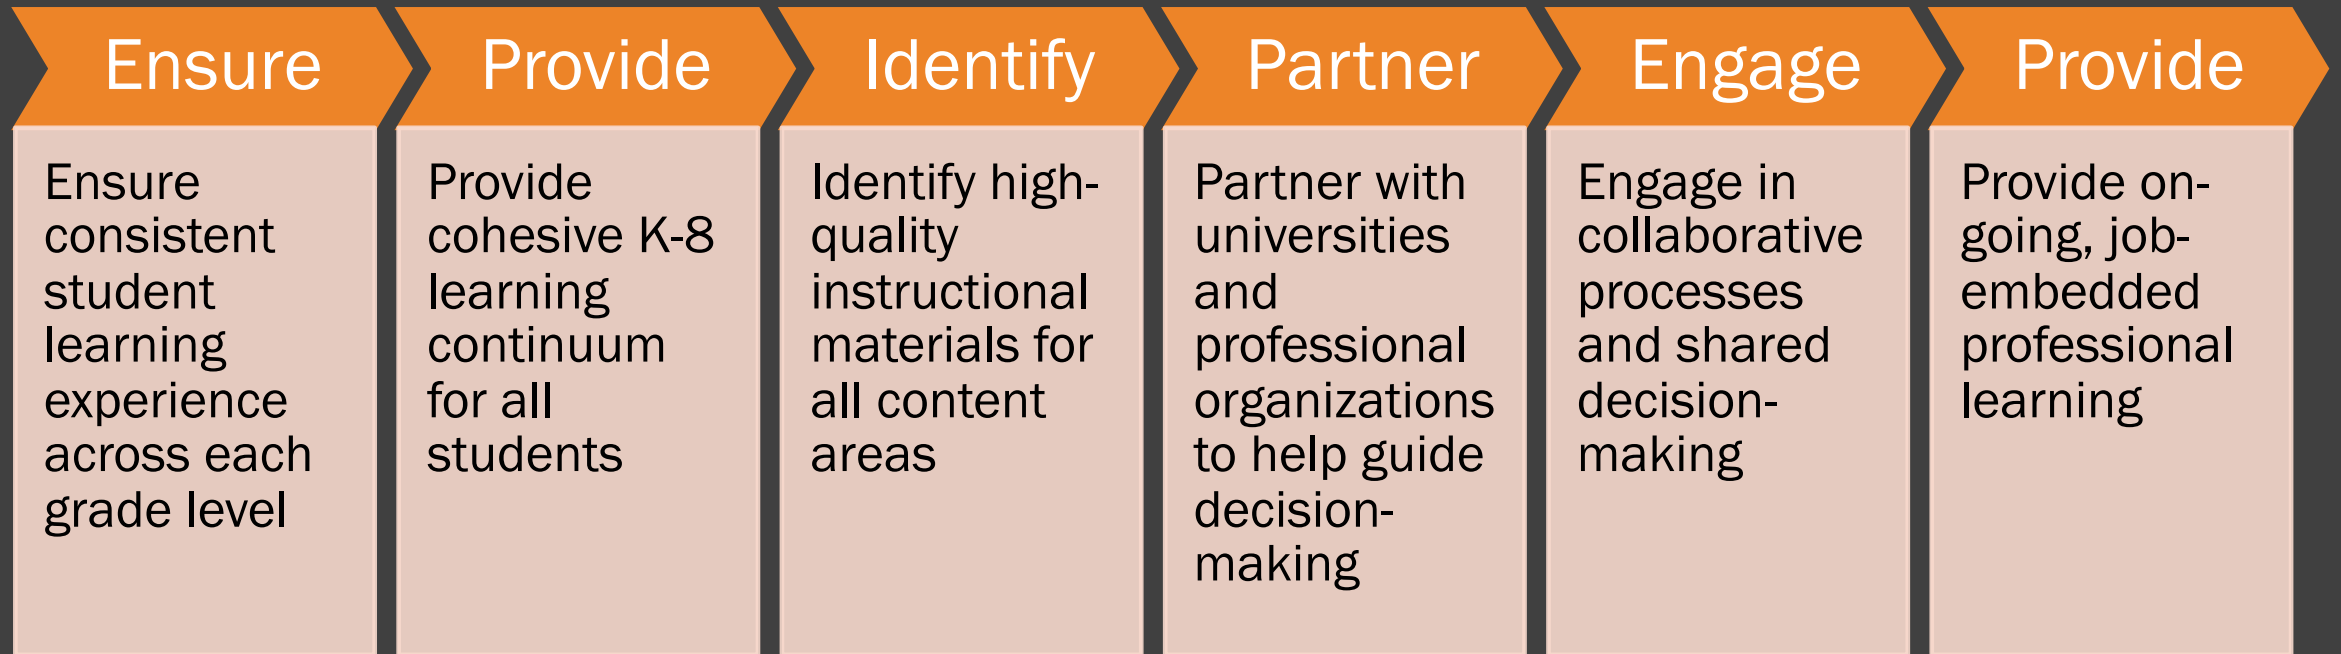 Ensure
Ensure
consistent
student
learning
experience
across each
grade level
Provide
Provide
cohesive K-8
learning
continuum
for all
students
Identify
Identify high-
quality
instructional
materials for
all content
areas
Partner
Partner with
universities
and
professional
organizations
to help guide
decision-
making
Engage
Engage in
collaborative
processes
and shared
decision-
making
Provide
Provide on-
going, job-
embedded
professional
learning